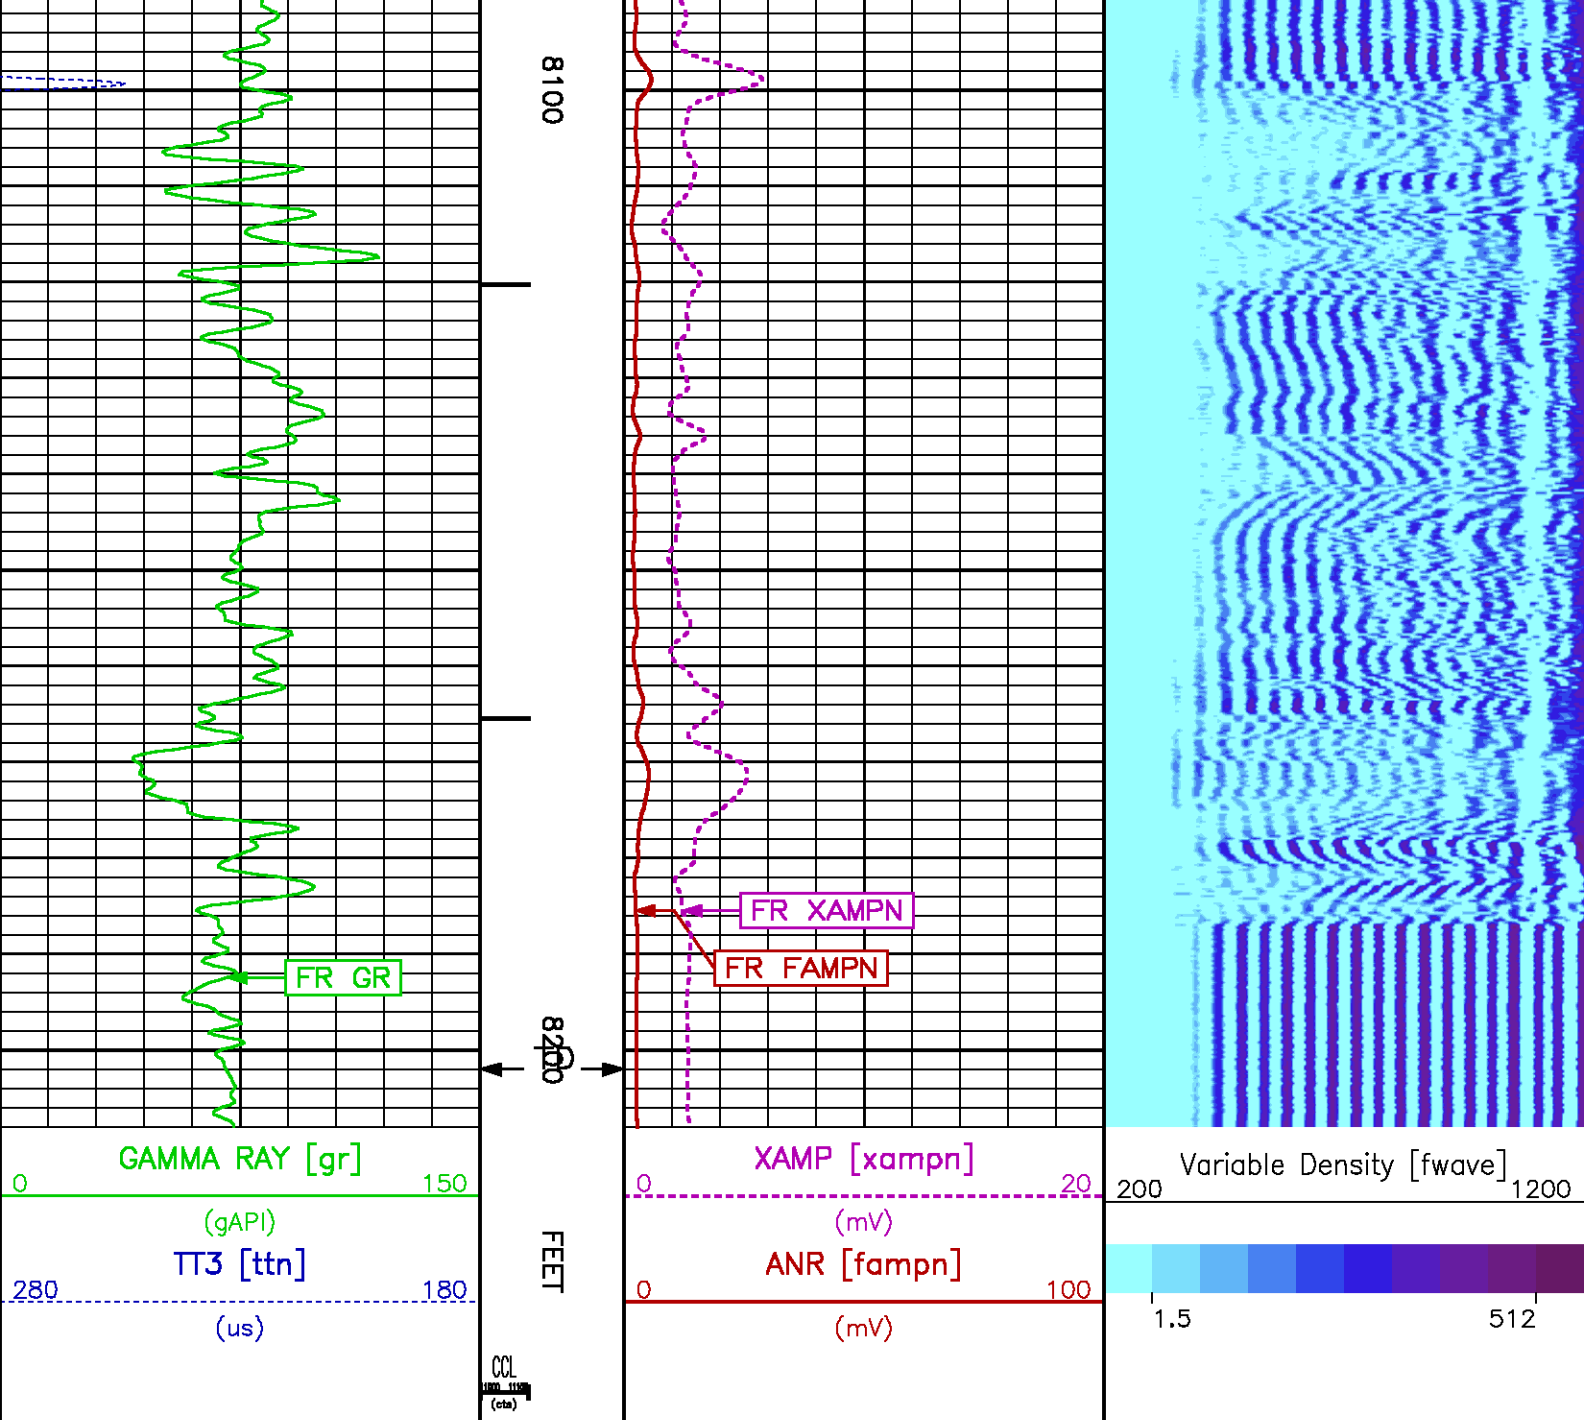 8100
FR XAMPN
FR FAMPN
FR GR
8200
GAMMA RAY [gr]
0 150
(gAPI)
TT3 [ttn]
280 180
(us)
FEET
CCL
(cts)
XAMP [xampn]
0 20
(mV)
ANR [fampn]
0 100
(mV)
Variable Density [fwave]
200 1200
1.5 512